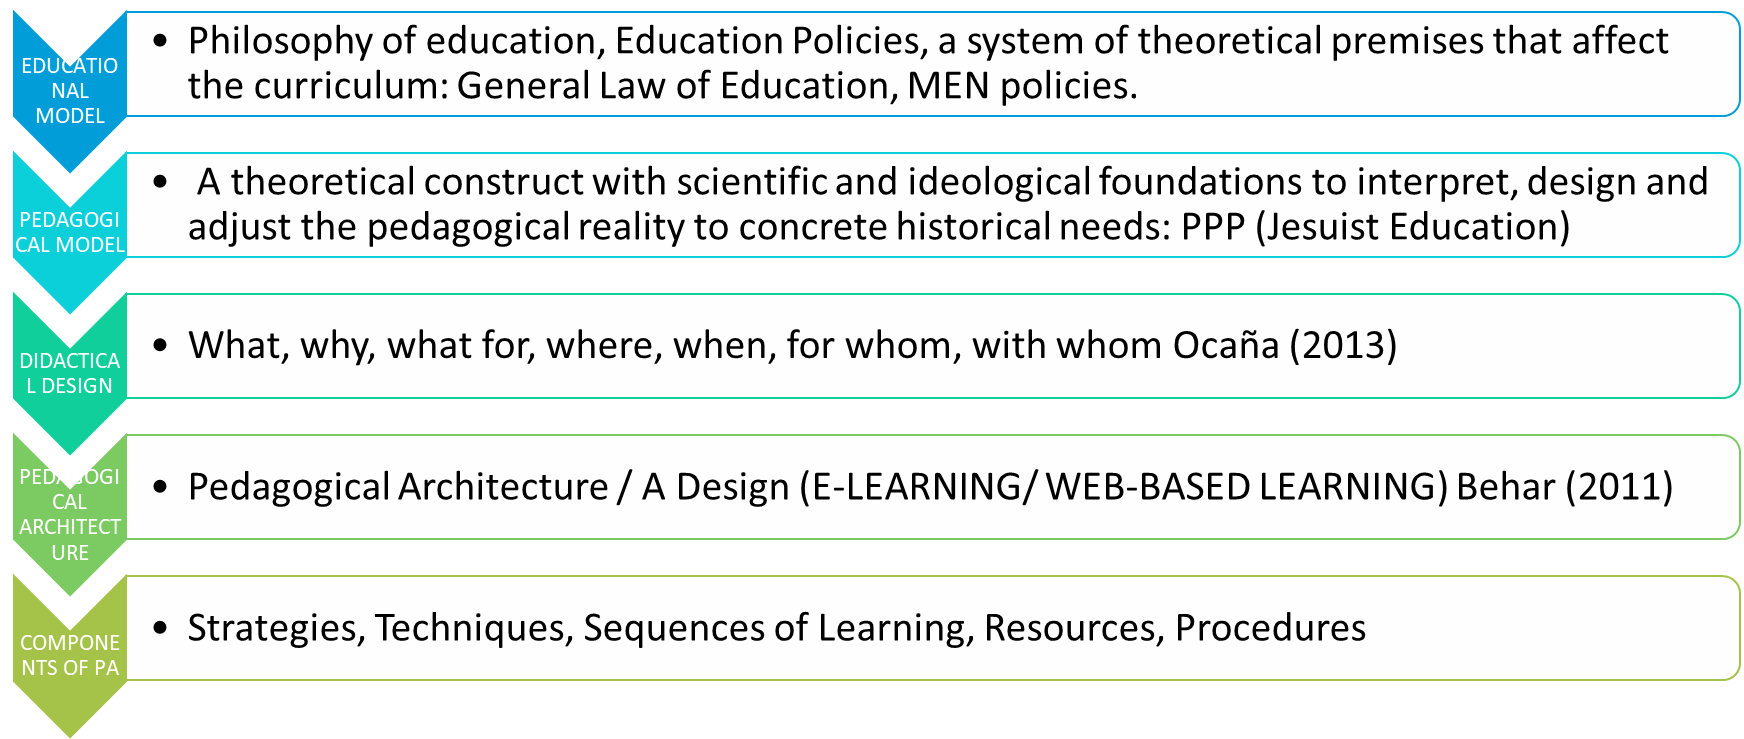 EDUCATIO
NAL
MODEL
• Philosophy of education, Education Policies, a system of theoretical premises that affect
the curriculum: General Law of Education, MEN policies.
PEDAGOGI
CAL MODEL
• A theoretical construct with scientific and ideological foundations to interpret, design and
adjust the pedagogical reality to concrete historical needs: PPP (Jesuist Education)
DIDACTICA
L DESIGN
• What, why, what for, where, when, for whom, with whom Ocaña (2013)
PEDAGOGI
CAL
ARCHITECT
URE
• Pedagogical Architecture / A Design (E-LEARNING/ WEB-BASED LEARNING) Behar (2011)
COMPONE
NTS OF PA
• Strategies, Techniques, Sequences of Learning, Resources, Procedures